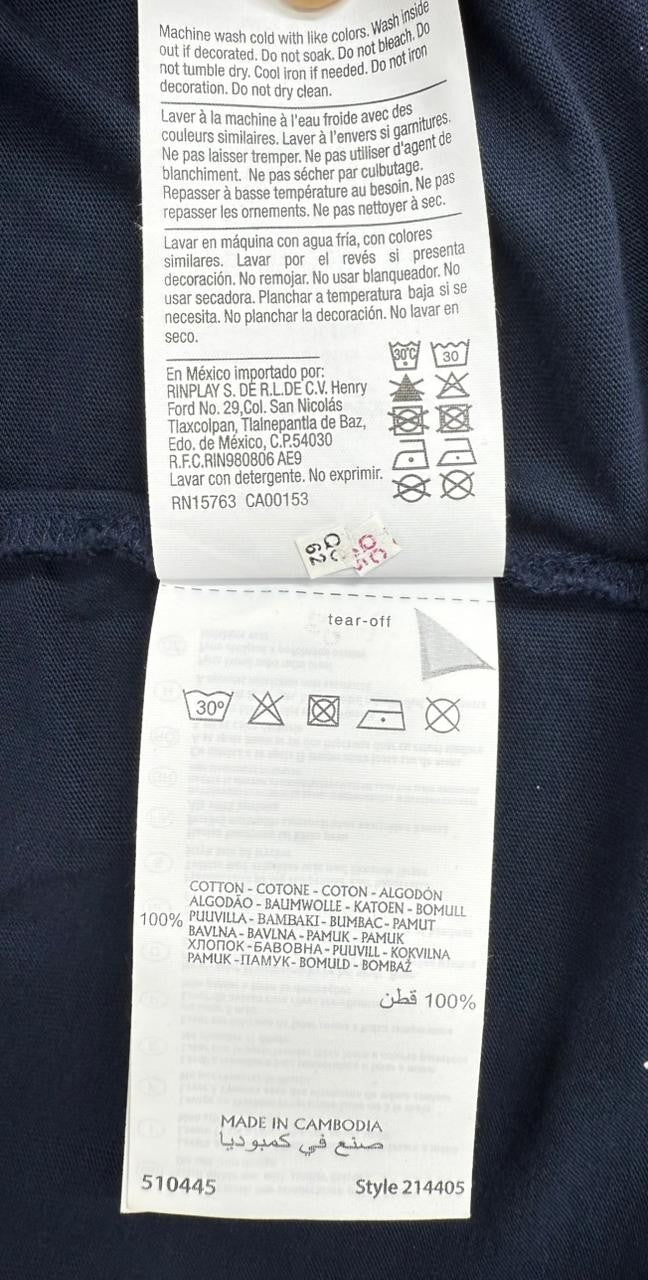 Machine wash cold with like colors. Wash inside
out if decorated. Do not soak. Do not bleach. Do
not tumble dry. Cool iron if needed. Do not iron
decoration. Do not dry clean.
Laver à la machine à l'eau froide avec des
couleurs similaires. Laver à l'envers si garnitures.
Ne pas laisser tremper. Ne pas utiliser d'agent de
blanchiment. Ne pas sécher par culbutage.
Repasser à basse température au besoin. Ne pas
repasser les ornements. Ne pas nettoyer à sec.
Lavar en máquina con agua fría, con colores
similares. Lavar por el revés si presenta
decoración. No remojar. No usar blanqueador. No
usar secadora. Planchar a temperatura baja si se
necesita. No planchar la decoración. No lavar en
seco.
30°C 30
En México importado por:
RINPLAY S. DE R.L.DE C.V. Henry
Ford No. 29,Col. San Nicolás
Tlaxcolpan, Tlalnepantla de Baz,
Edo. de México, C.P.54030
R.F.C.RIN980806 AE9
Lavar con detergente. No exprimir.
RN15763 CA00153
QC
62
tear-off
30°
COTTON - COTONE - COTON - ALGODÓN
ALGODÃO - BAUMWOLLE - KATOEN - BOMULL
100% PUUVILLA - BAMBAKI - BUMBAC - PAMUT
BAVLNA - BAVLNA - PAMUK - PAMUK
ХЛОПОК - БАВОВНА - PUUVILL - KOKVILNA
PAMUK - ПАМУК - BOMULD - BOMBAŽ
100% قطن
MADE IN CAMBODIA
صنع في كمبوديا
510445 Style 214405